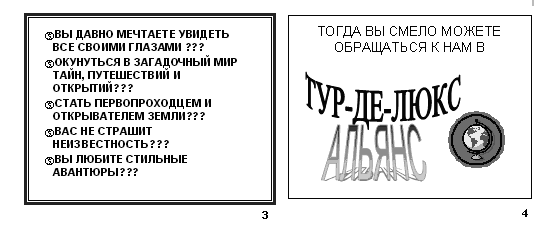 ВЫ ДАВНО МЕЧТАЕТЕ УВИДЕТЬ
ВСЕ СВОИМИ ГЛАЗАМИ ???
ОКУНУТЬСЯ В ЗАГАДОЧНЫЙ МИР
ТАЙН, ПУТЕШЕСТВИЙ И
ОТКРЫТИЙ???
СТАТЬ ПЕРВОПРОХОДЦЕМ И
ОТКРЫВАТЕЛЕМ ЗЕМЛИ???
ВАС НЕ СТРАШИТ
НЕИЗВЕСТНОСТЬ???
ВЫ ЛЮБИТЕ СТИЛЬНЫЕ
АВАНТЮРЫ???
3
ТОГДА ВЫ СМЕЛО МОЖЕТЕ
ОБРАЩАТЬСЯ К НАМ В
ТУР-ДЕ-ЛЮКС
АЛЬЯНС
4